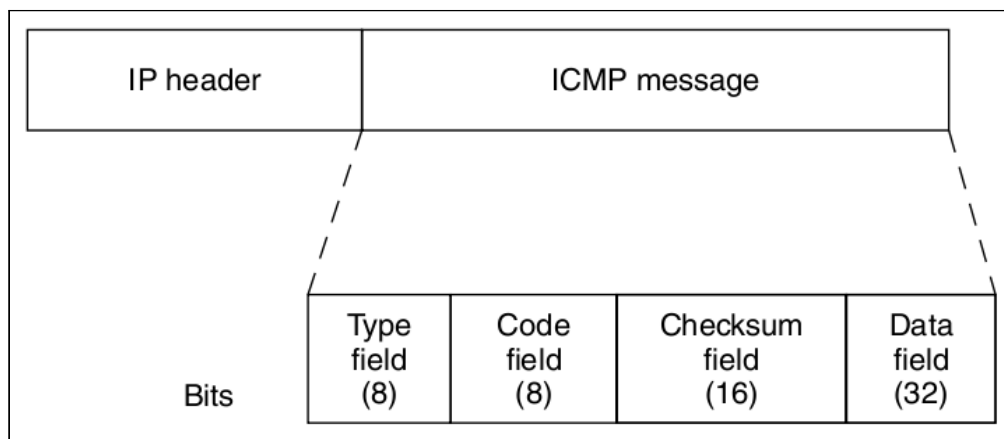 IP header
ICMP message
Type
field
(8)
Code
field
(8)
Checksum
field
(16)
Data
field
(32)
Bits